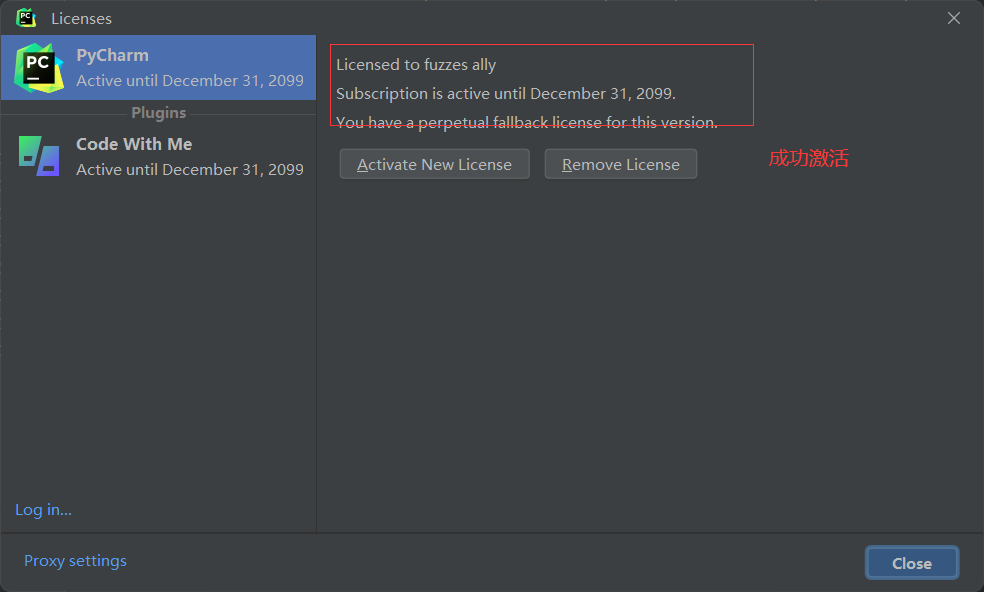 Licenses
PyCharm
Active until December 31, 2099
Plugins
Code With Me
Active until December 31, 2099
Licensed to fuzzes ally
Subscription is active until December 31, 2099.
You have a perpetual fallback license for this version.
Activate New License
Remove License
成功激活
Log in...
Proxy settings
Close
PC